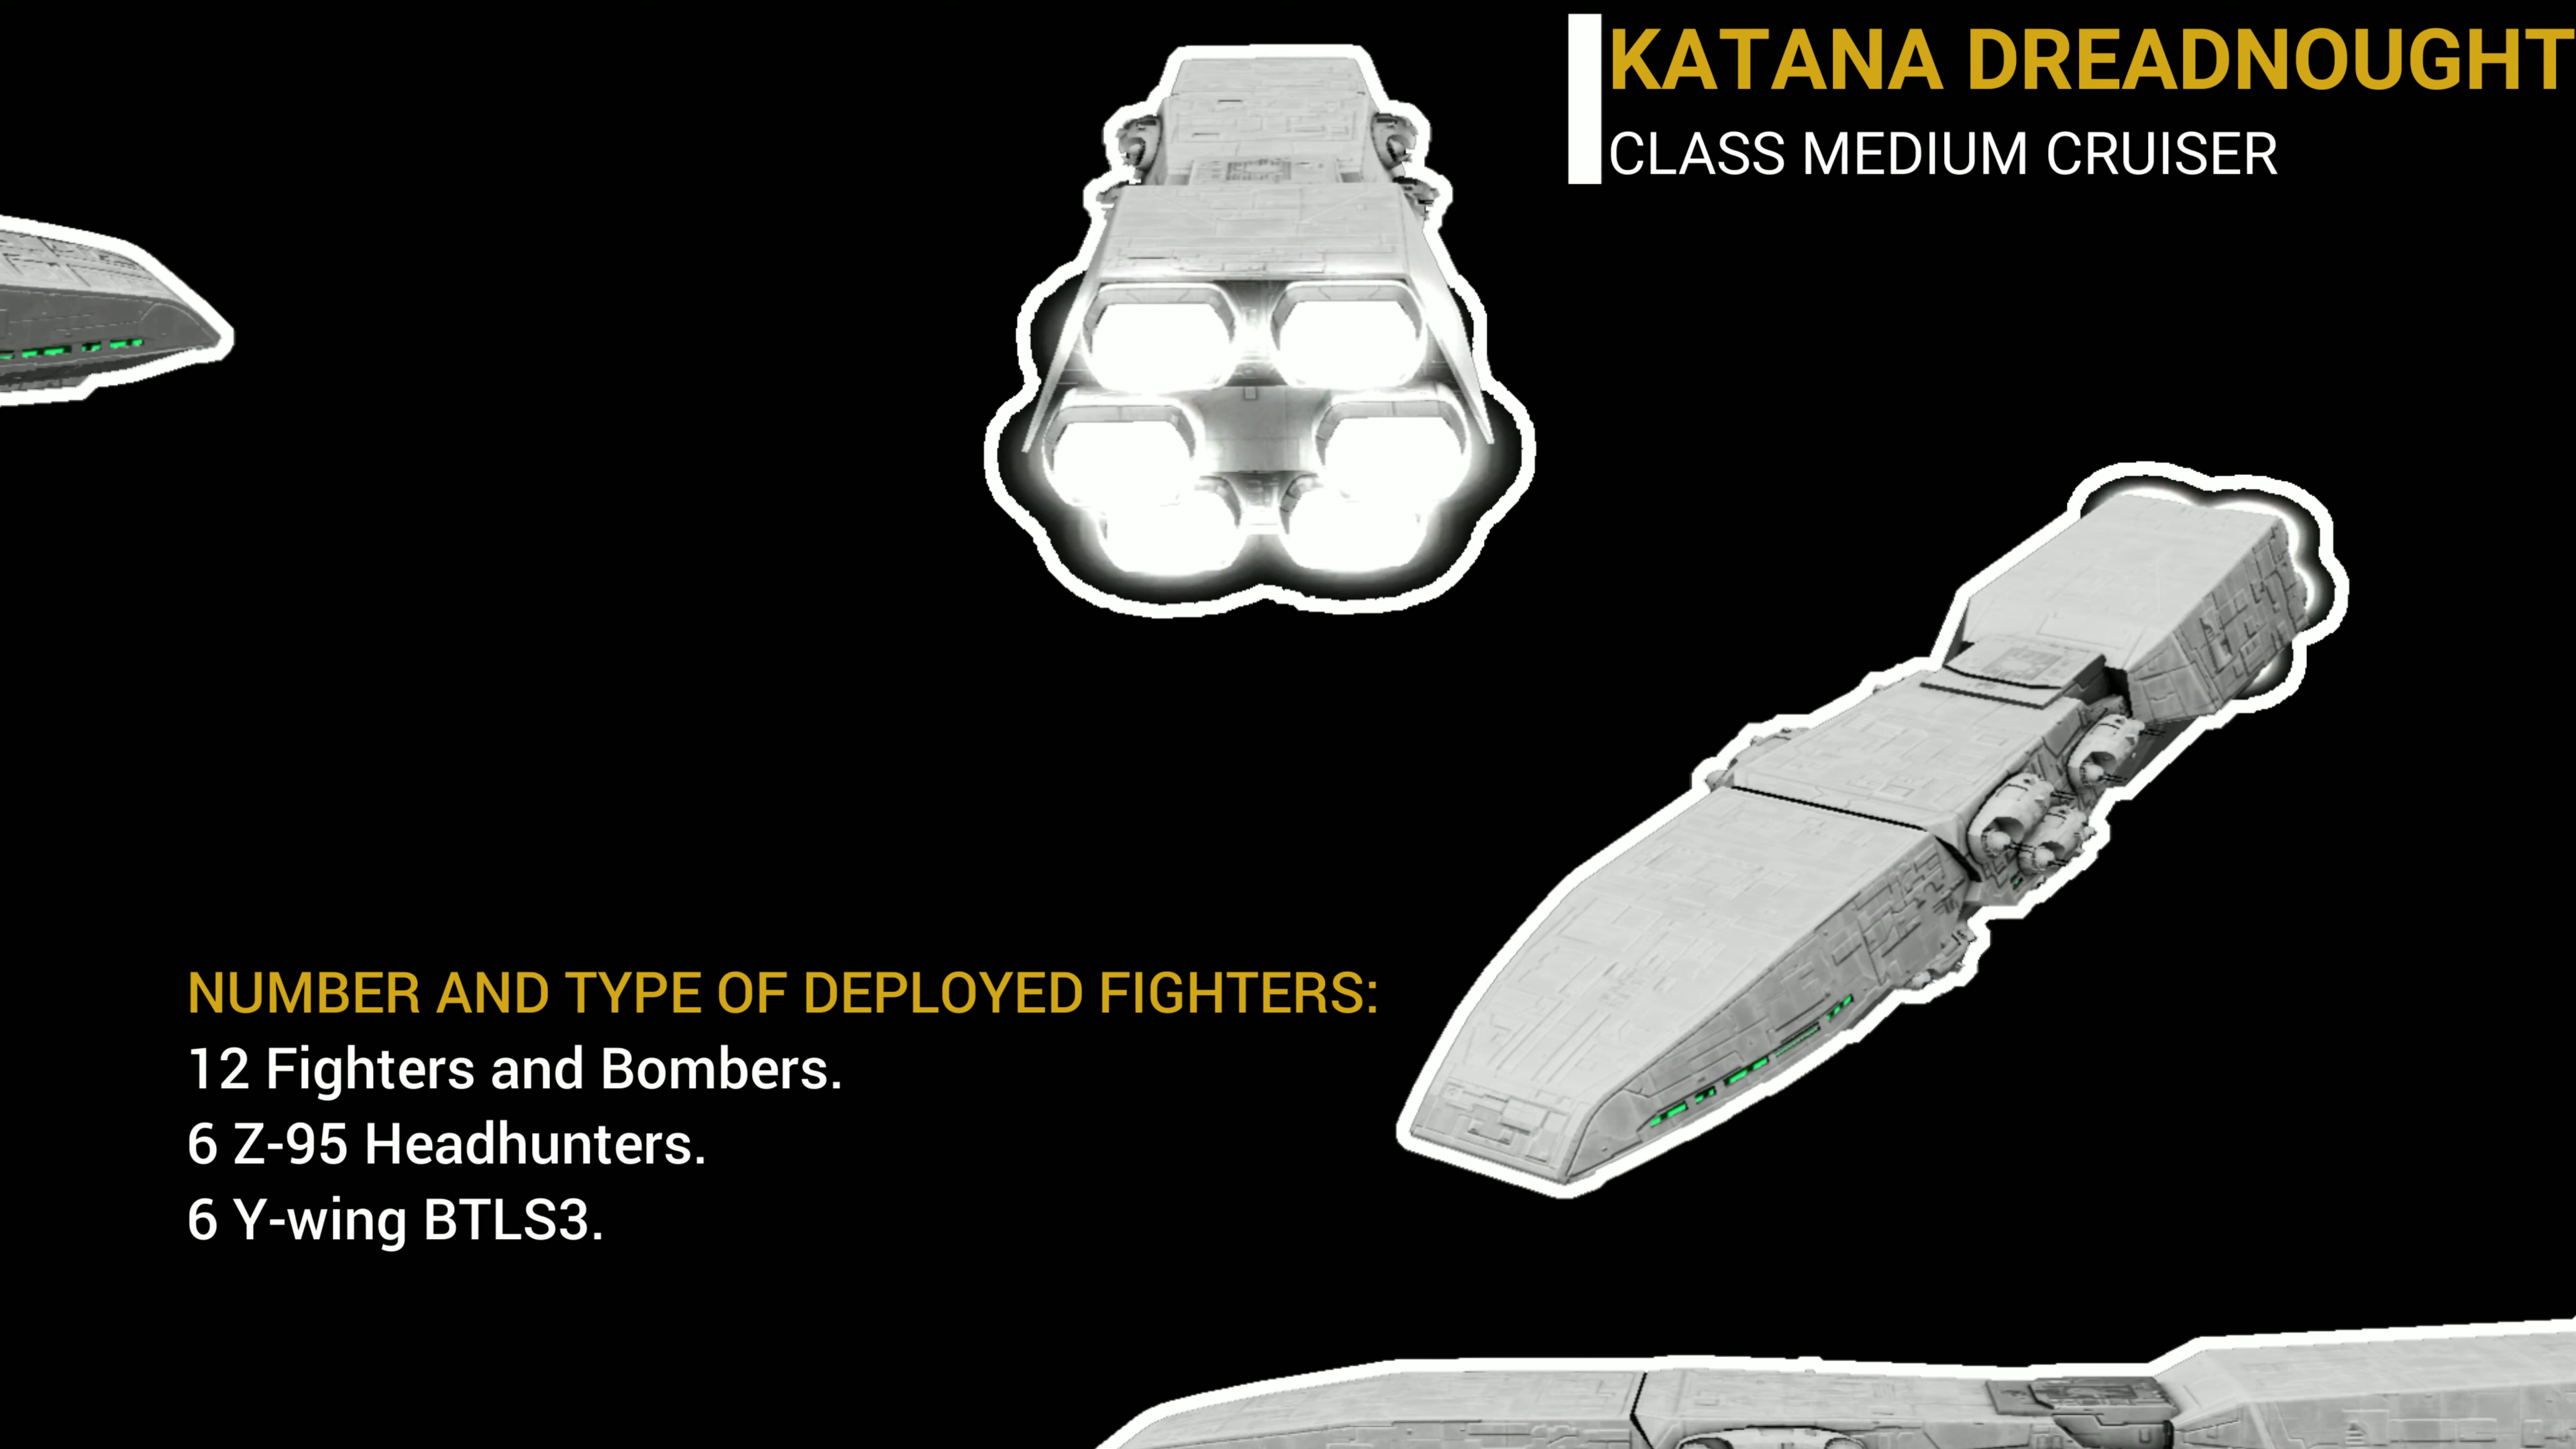 KATANA DREADNOUGHT
CLASS MEDIUM CRUISER
NUMBER AND TYPE OF DEPLOYED FIGHTERS:
12 Fighters and Bombers.
6 Z-95 Headhunters.
6 Y-wing BTLS3.